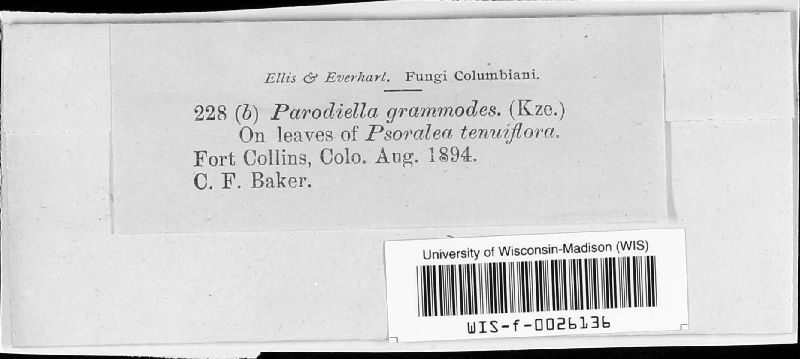 Ellis & Everhart. Fungi Columbiani.
228 (b) Parodiella grammodes. (Kze.)
On leaves of Psoralea tenuiflora.
Fort Collins, Colo. Aug. 1894.
C. F. Baker.
University of Wisconsin-Madison (WIS)
WIS-f-0026136